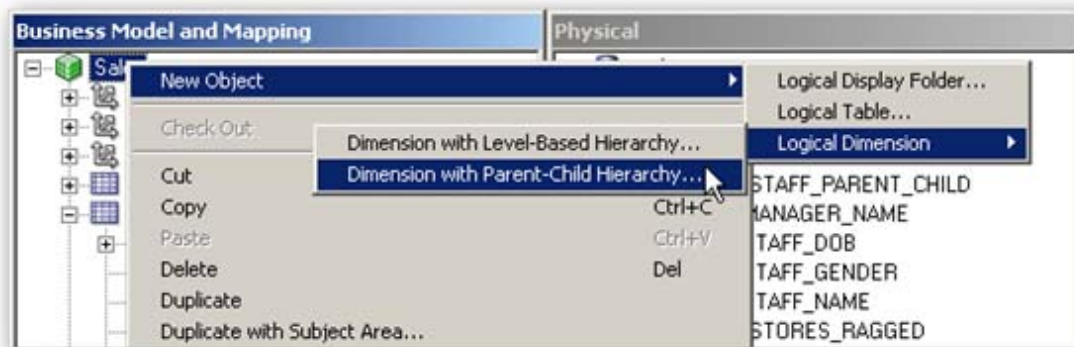 Business Model and Mapping
Physical
New Object
Logical Display Folder...
Logical Table...
Check Out
Dimension with Level-Based Hierarchy...
Logical Dimension
Cut
Dimension with Parent-Child Hierarchy...
STAFF_PARENT_CHILD
Copy
Ctrl+C
MANAGER_NAME
Paste
Ctrl+V
TAFF_DOB
Delete
Del
TAFF_GENDER
Duplicate
TAFF_NAME
Duplicate with Subject Area...
STORES_RAGGED